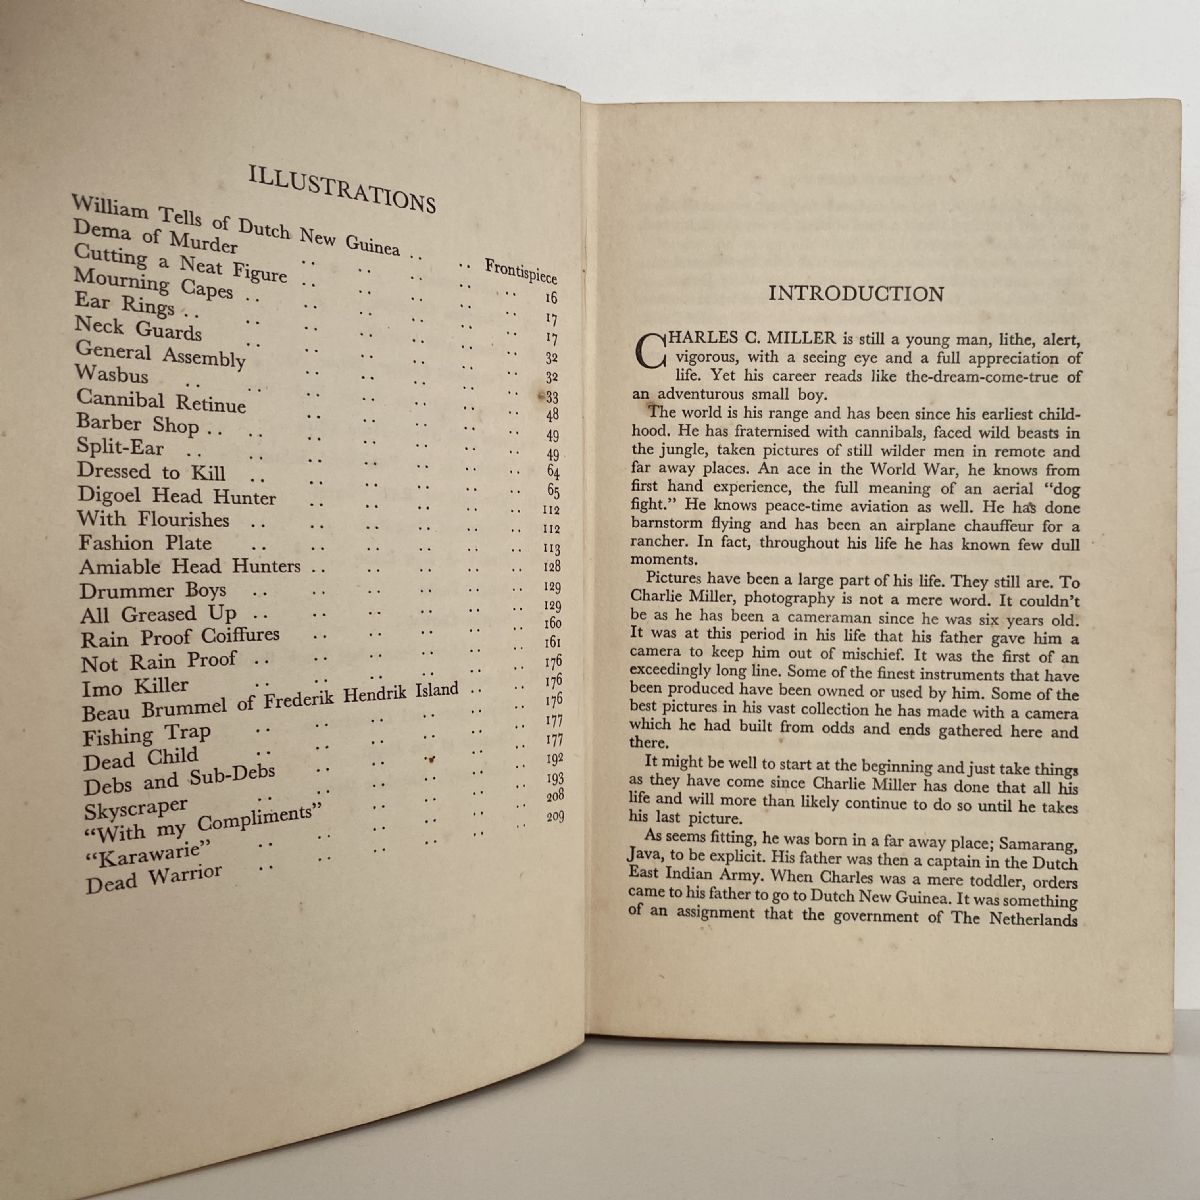 ILLUSTRATIONS
William Tells of Dutch New Guinea .. .. Frontispiece
Dema of Murder .. .. .. .. .. 16
Cutting a Neat Figure .. .. .. .. .. 17
Mourning Capes .. .. .. .. .. .. 17
Ear Rings .. .. .. .. .. .. 32
Neck Guards .. .. .. .. .. 32
General Assembly .. .. .. .. .. 33
Wasbus .. .. .. .. .. .. 48
Cannibal Retinue .. .. .. .. .. 49
Barber Shop .. .. .. .. .. .. 49
Split-Ear .. .. .. .. .. .. 64
Dressed to Kill .. .. .. .. .. .. 65
Digoel Head Hunter .. .. .. .. .. 112
With Flourishes .. .. .. .. .. .. 112
Fashion Plate .. .. .. .. .. .. 113
Amiable Head Hunters .. .. .. .. .. 128
Drummer Boys .. .. .. .. .. .. 129
All Greased Up .. .. .. .. .. .. 129
Rain Proof Coiffures .. .. .. .. .. 160
Not Rain Proof .. .. .. .. .. .. 161
Imo Killer .. .. .. .. .. .. 176
Beau Brummel of Frederik Hendrik Island .. .. 176
Fishing Trap .. .. .. .. .. .. 176
Dead Child .. .. .. .. .. .. 177
Debs and Sub-Debs .. .. .. .. .. 177
Skyscraper .. .. .. .. .. .. 192
“With my Compliments” .. .. .. .. 193
“Karawarie” .. .. .. .. .. .. 208
Dead Warrior .. .. .. .. .. .. 209
INTRODUCTION
CHARLES C. MILLER is still a young man, lithe, alert,
vigorous, with a seeing eye and a full appreciation of
life. Yet his career reads like the-dream-come-true of
an adventurous small boy.
The world is his range and has been since his earliest child-
hood. He has fraternised with cannibals, faced wild beasts in
the jungle, taken pictures of still wilder men in remote and
far away places. An ace in the World War, he knows from
first hand experience, the full meaning of an aerial “dog
fight.” He knows peace-time aviation as well. He has done
barnstorm flying and has been an airplane chauffeur for a
rancher. In fact, throughout his life he has known few dull
moments.
Pictures have been a large part of his life. They still are. To
Charlie Miller, photography is not a mere word. It couldn’t
be as he has been a cameraman since he was six years old.
It was at this period in his life that his father gave him a
camera to keep him out of mischief. It was the first of an
exceedingly long line. Some of the finest instruments that have
been produced have been owned or used by him. Some of the
best pictures in his vast collection he has made with a camera
which he had built from odds and ends gathered here and
there.
It might be well to start at the beginning and just take things
as they have come since Charlie Miller has done that all his
life and will more than likely continue to do so until he takes
his last picture.
As seems fitting, he was born in a far away place; Samarang,
Java, to be explicit. His father was then a captain in the Dutch
East Indian Army. When Charles was a mere toddler, orders
came to his father to go to Dutch New Guinea. It was something
of an assignment that the government of The Netherlands